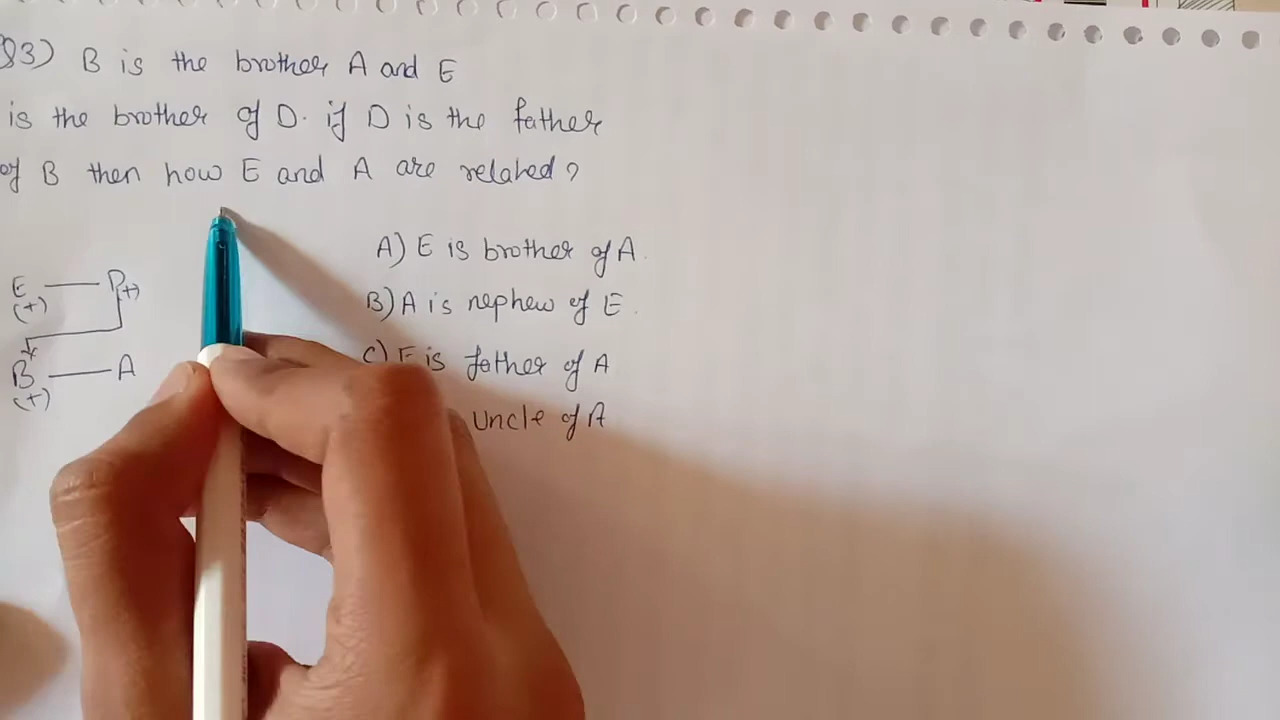 Q3) B is the brother A and E
is the brother of D. if D is the father
of B then how E and A are related?
A) E is brother of A.
B) A is nephew of E.
C) E is father of A
uncle of A
E D
(+) (+)
B A
(+)